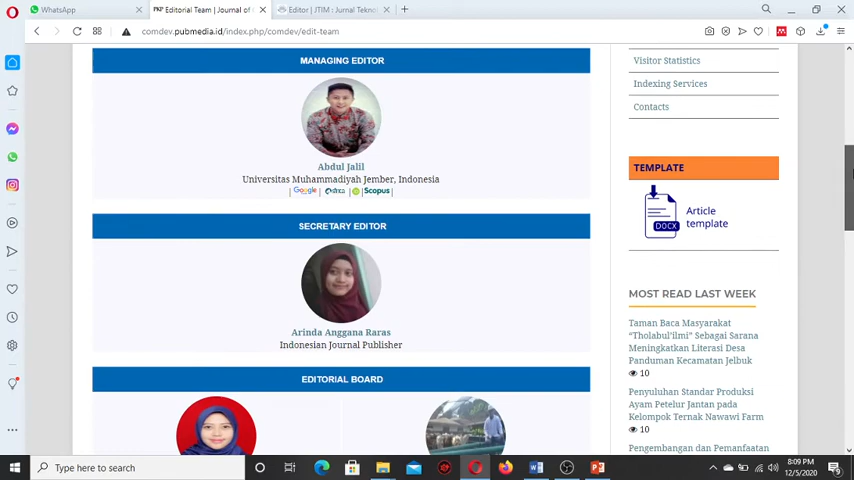 WhatsApp
PKP Editorial Team | Journal of
Editor | JTIM : Jurnal Teknol
comdev.pubmedia.id/index.php/comdev/edit-team
MANAGING EDITOR
Visitor Statistics
Indexing Services
Contacts
Abdul Jalil
Universitas Muhammadiyah Jember, Indonesia
| Google | | Scopus |
TEMPLATE
DOCX
Article
template
SECRETARY EDITOR
Arinda Anggana Raras
Indonesian Journal Publisher
MOST READ LAST WEEK
Taman Baca Masyarakat
“Tholabul’ilmi” Sebagai Sarana
Meningkatkan Literasi Desa
Panduman Kecamatan Jelbuk
10
EDITORIAL BOARD
Penyuluhan Standar Produksi
Ayam Petelur Jantan pada
Kelompok Ternak Nawawi Farm
10
Pengembangan dan Pemanfaatan
Type here to search
8:09 PM
12/5/2020